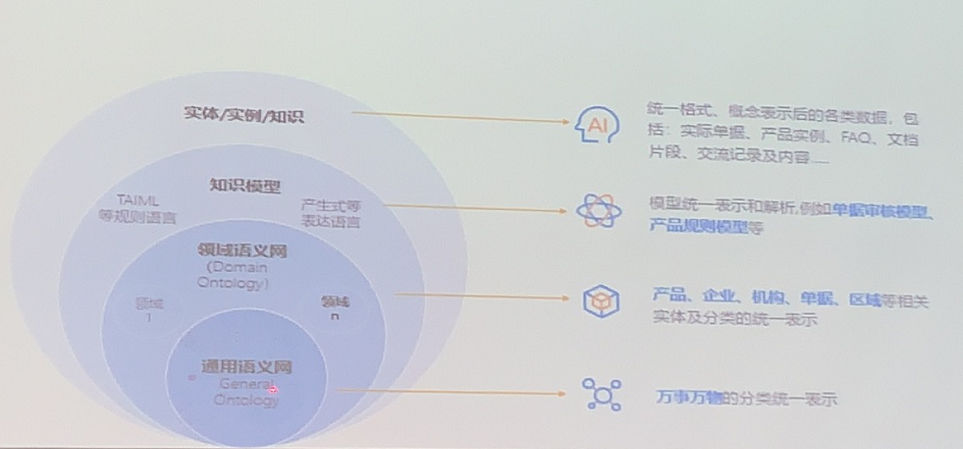 实体/实例/知识
统一格式、概念表示后的各类数据，包
括：实际单据、产品实例、FAQ、文档
片段、交流记录及内容....
知识模型
TAIML
等规则语言
产生式等
表达语言
模型统一表示和解析,例如单据审核模型、
产品规则模型等
领域语义网
(Domain
Ontology)
领域
1
领域
n
产品、企业、机构、单据、区域等相关
实体及分类的统一表示
通用语义网
General
Ontology
万事万物的分类统一表示